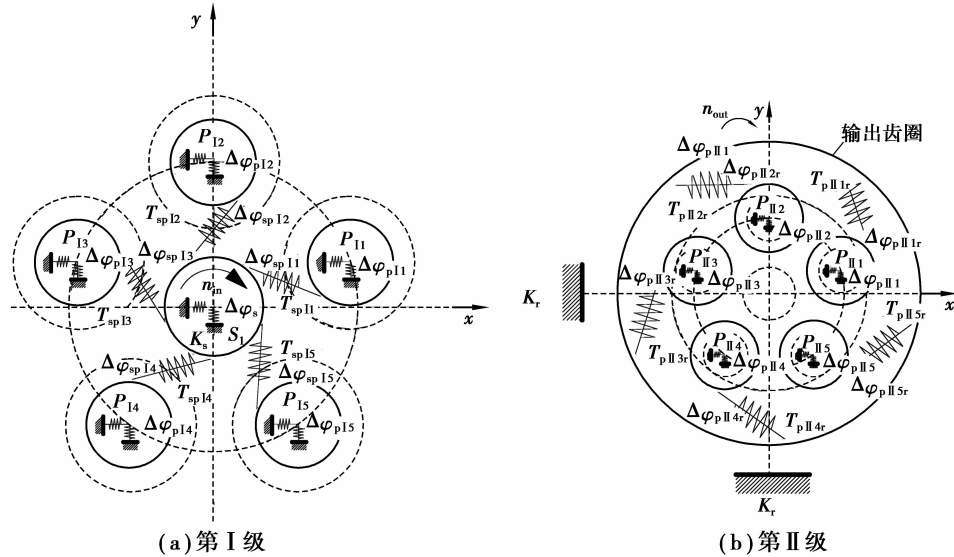 y
P_I2
Δφ_pI2
T_spI2
Δφ_spI2
P_I3
Δφ_pI3
Δφ_spI3
T_spI3
n_in
Δφ_s
K_s
S_1
Δφ_spI1
T_spI1
P_I1
Δφ_pI1
x
T_spI5
Δφ_spI5
Δφ_spI4
T_spI4
P_I4
Δφ_pI4
P_I5
Δφ_pI5
(a)第Ⅰ级
n_out
y
输出齿圈
Δφ_pⅡ1
Δφ_pⅡ2r
T_pⅡ1r
T_pⅡ2r
P_Ⅱ2
Δφ_pⅡ2
Δφ_pⅡ1r
P_Ⅱ3
Δφ_pⅡ3
Δφ_pⅡ3r
P_Ⅱ1
Δφ_pⅡ1
K_r
x
T_pⅡ5r
T_pⅡ3r
P_Ⅱ4
Δφ_pⅡ4
P_Ⅱ5
Δφ_pⅡ5
Δφ_pⅡ5r
Δφ_pⅡ4r
T_pⅡ4r
K_r
(b)第Ⅱ级